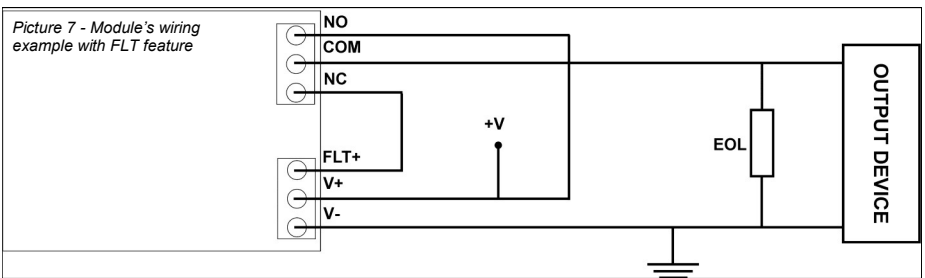 Picture 7 - Module's wiring
example with FLT feature
NO
COM
NC
FLT+
V+
V-
+V
EOL
OUTPUT DEVICE